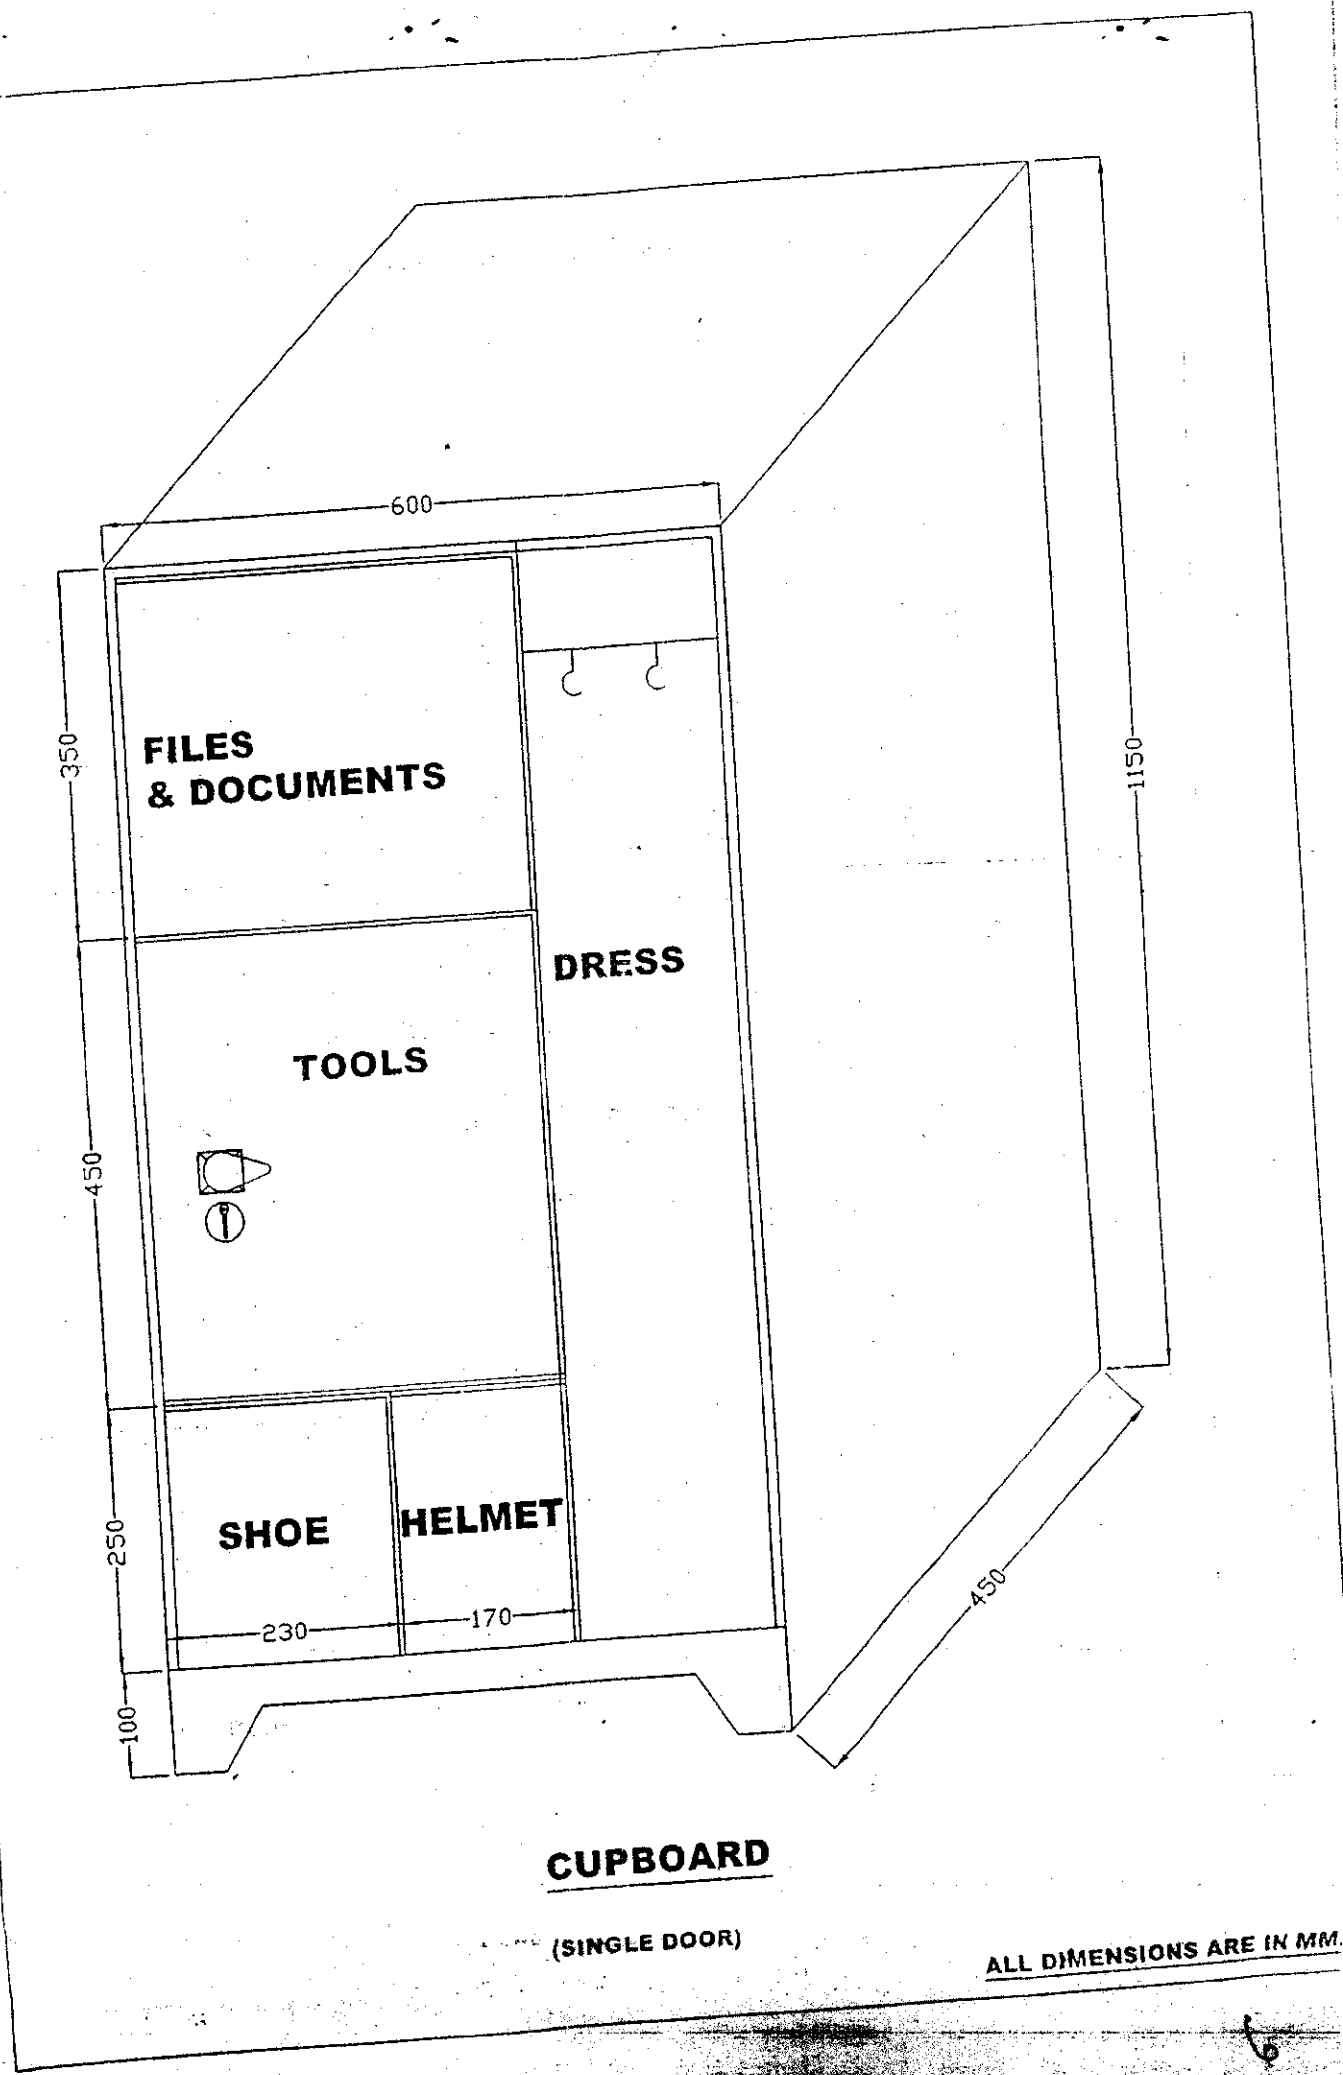 600
350
FILES
& DOCUMENTS
1150
DRESS
TOOLS
450
SHOE
HELMET
250
230
170
450
100
CUPBOARD
(SINGLE DOOR)
ALL DIMENSIONS ARE IN MM.
6